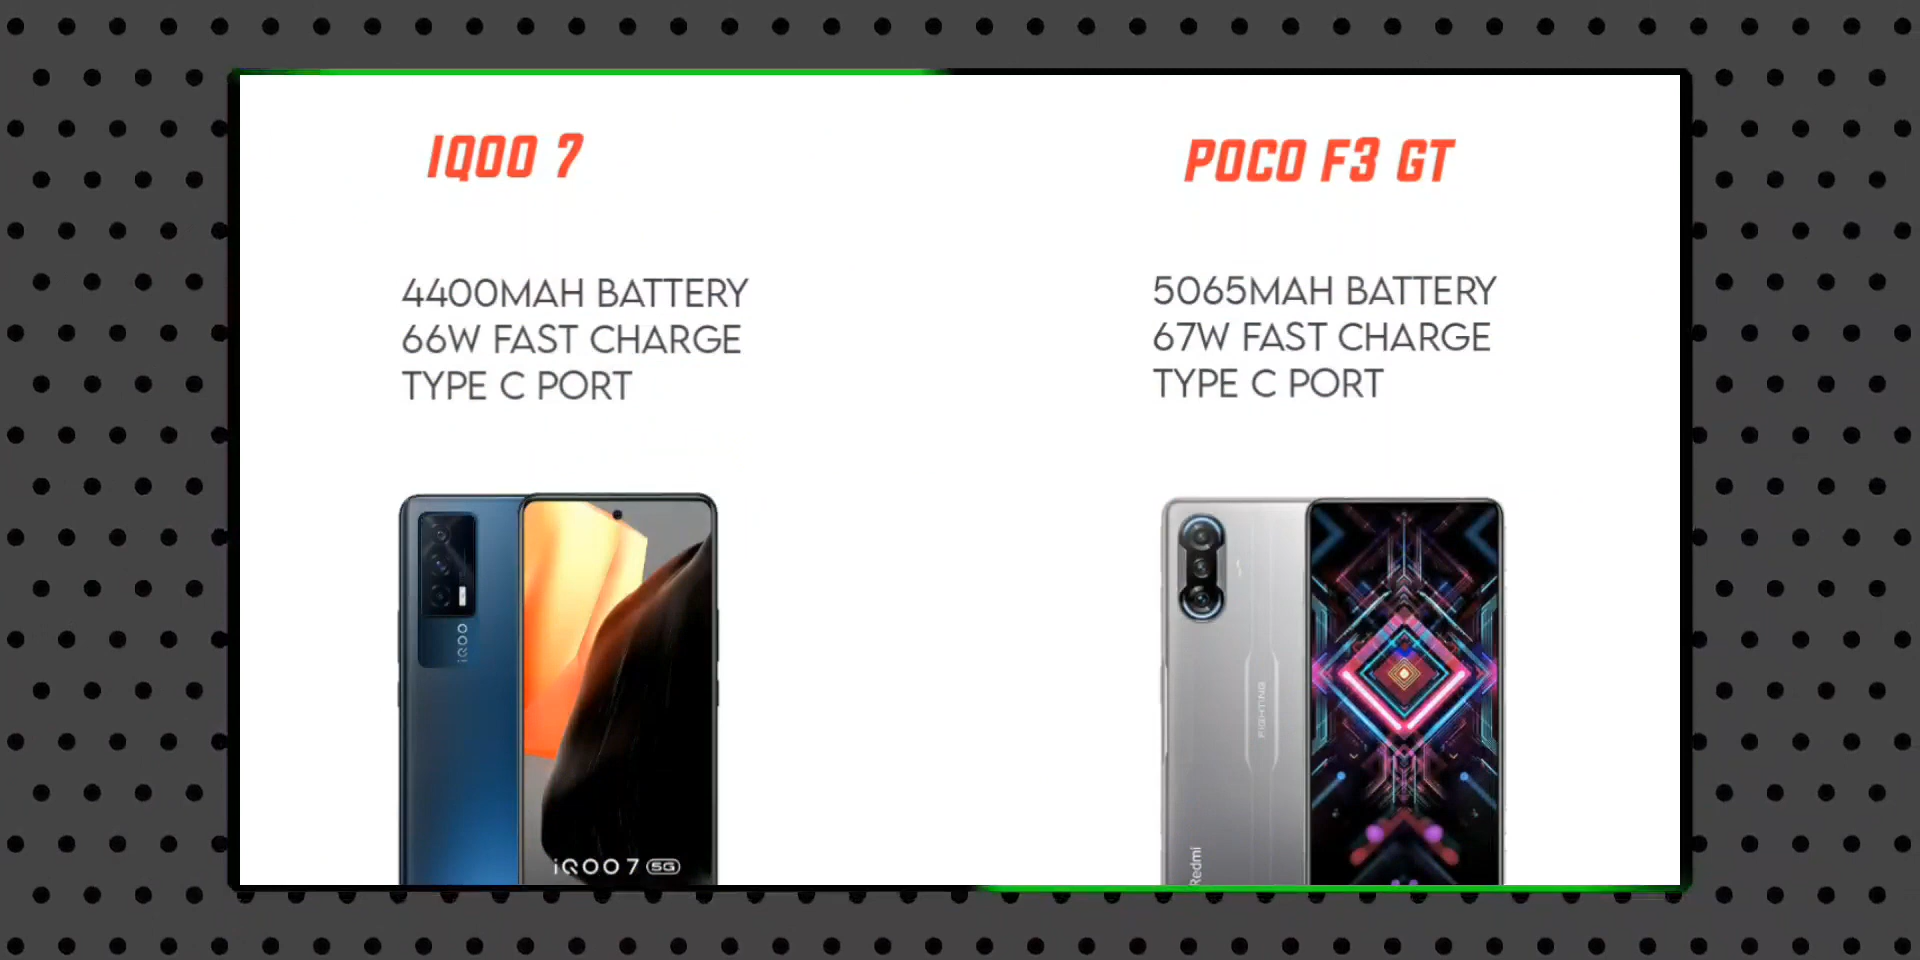 IQOO 7
4400MAH BATTERY
66W FAST CHARGE
TYPE C PORT
iQOO
iQOO 7 5G
POCO F3 GT
5065MAH BATTERY
67W FAST CHARGE
TYPE C PORT
FIGHTING
Redmi